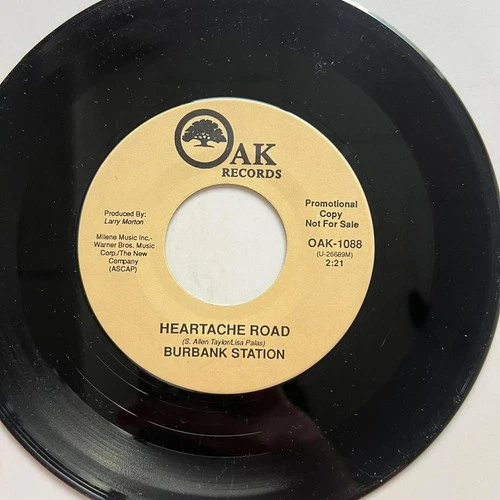 OAK
RECORDS
Produced By:
Larry Morton
Milene Music Inc.-
Warner Bros. Music
Corp./The New
Company
(ASCAP)
Promotional
Copy
Not For Sale
OAK-1088
(U-26689M)
2:21
HEARTACHE ROAD
(S. Allen Taylor/Lisa Palas)
BURBANK STATION